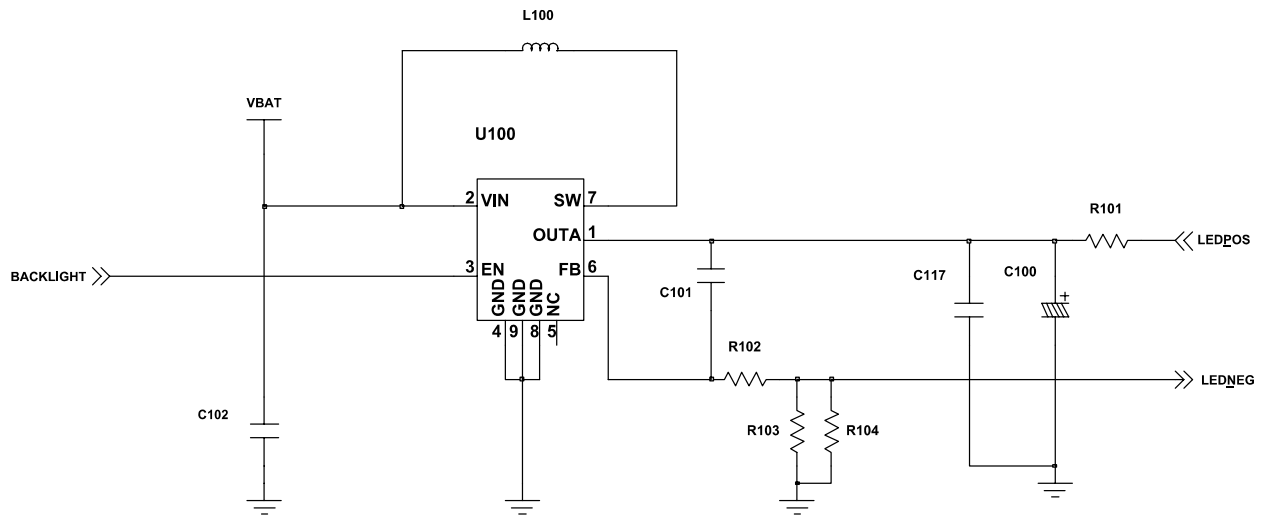 L100
VBAT
U100
2 VIN SW 7
R101
OUTA 1
LEDPOS
BACKLIGHT
3 EN FB 6
C101
C117
C100
+
GND GND GND NC
4 9 8 5
R102
LEDNEG
C102
R103
R104